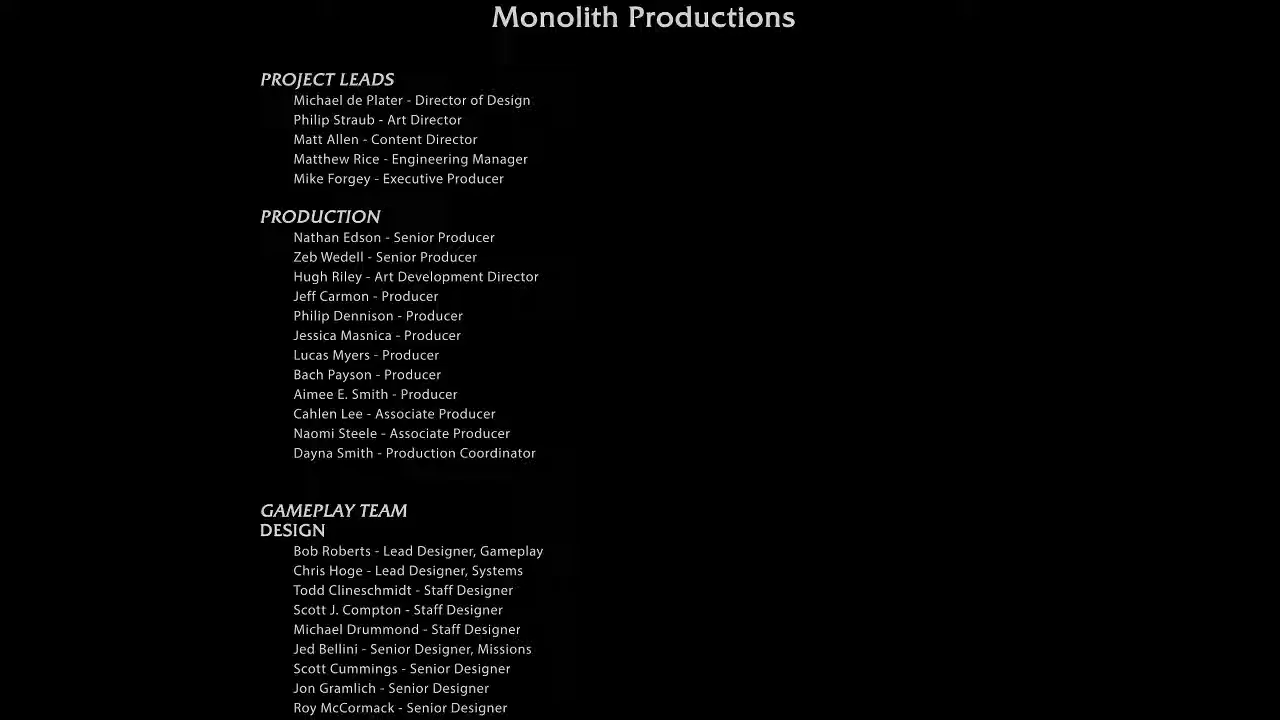 Monolith Productions
PROJECT LEADS
Michael de Plater - Director of Design
Philip Straub - Art Director
Matt Allen - Content Director
Matthew Rice - Engineering Manager
Mike Forgey - Executive Producer
PRODUCTION
Nathan Edson - Senior Producer
Zeb Wedell - Senior Producer
Hugh Riley - Art Development Director
Jeff Carmon - Producer
Philip Dennison - Producer
Jessica Masnica - Producer
Lucas Myers - Producer
Bach Payson - Producer
Aimee E. Smith - Producer
Cahlen Lee - Associate Producer
Naomi Steele - Associate Producer
Dayna Smith - Production Coordinator
GAMEPLAY TEAM
DESIGN
Bob Roberts - Lead Designer, Gameplay
Chris Hoge - Lead Designer, Systems
Todd Clineschmidt - Staff Designer
Scott J. Compton - Staff Designer
Michael Drummond - Staff Designer
Jed Bellini - Senior Designer, Missions
Scott Cummings - Senior Designer
Jon Gramlich - Senior Designer
Roy McCormack - Senior Designer